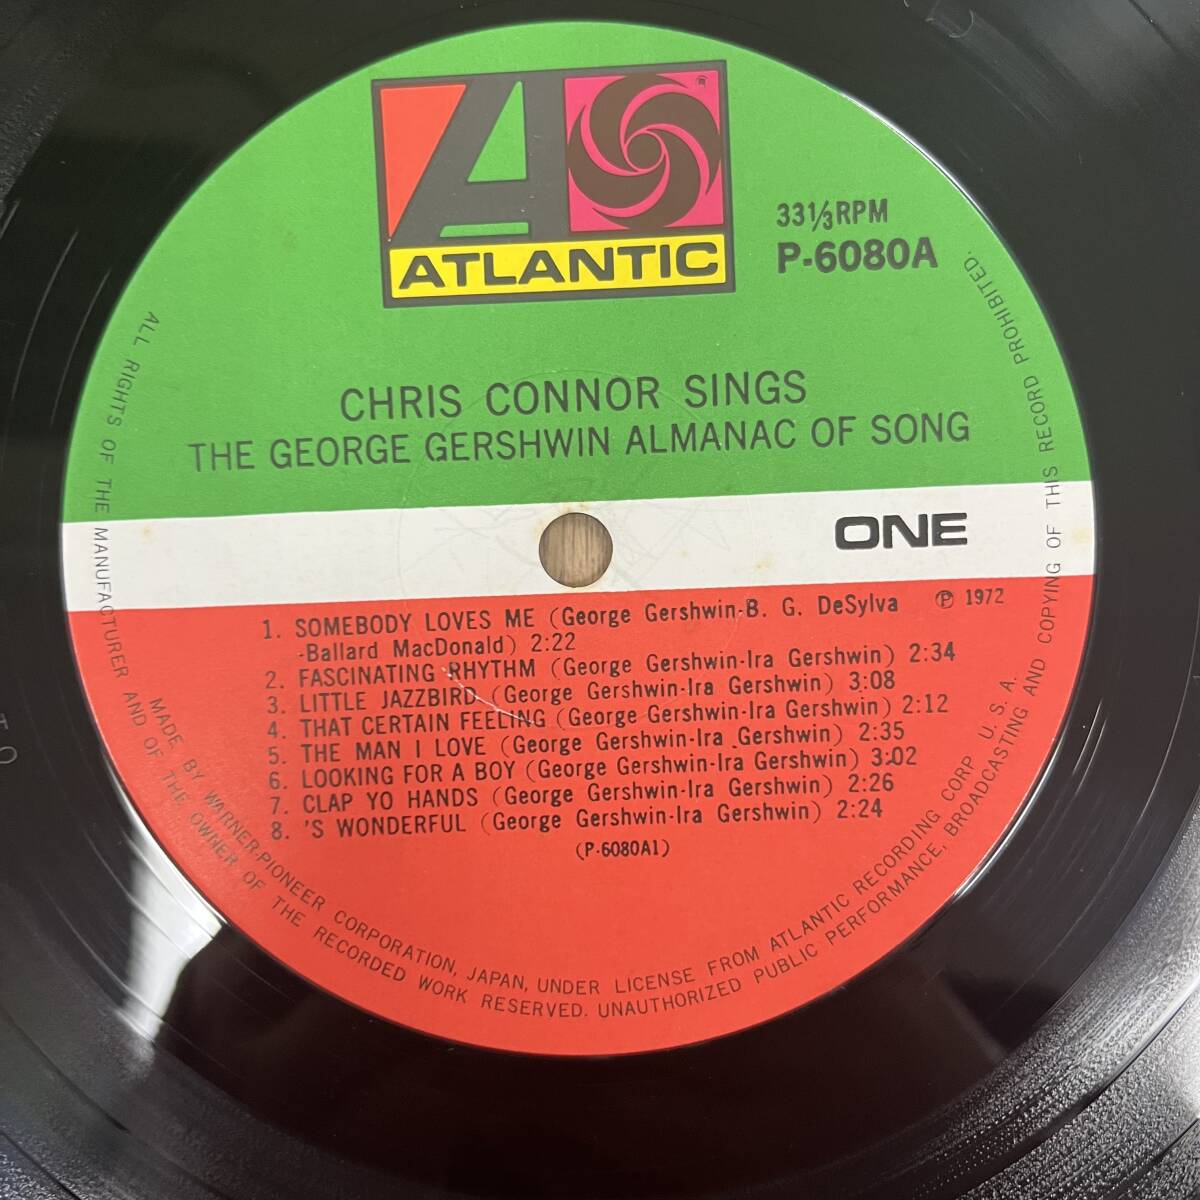 ATLANTIC
®
33 1/3 RPM
P-6080A
CHRIS CONNOR SINGS
THE GEORGE GERSHWIN ALMANAC OF SONG
ONE
℗ 1972
1. SOMEBODY LOVES ME (George Gershwin-B. G. DeSylva
-Ballard MacDonald) 2:22
2. FASCINATING RHYTHM (George Gershwin-Ira Gershwin) 2:34
3. LITTLE JAZZBIRD (George Gershwin-Ira Gershwin) 3:08
4. THAT CERTAIN FEELING (George Gershwin-Ira Gershwin) 2:12
5. THE MAN I LOVE (George Gershwin-Ira Gershwin) 2:35
6. LOOKING FOR A BOY (George Gershwin-Ira Gershwin) 3:02
7. CLAP YO HANDS (George Gershwin-Ira Gershwin) 2:26
8. 'S WONDERFUL (George Gershwin-Ira Gershwin) 2:24
(P-6080A1)
MADE BY WARNER-PIONEER CORPORATION, JAPAN, UNDER LICENSE FROM ATLANTIC RECORDING CORP U. S. A.
ALL RIGHTS OF THE MANUFACTURER AND OF THE OWNER OF THE RECORDED WORK RESERVED. UNAUTHORIZED PUBLIC PERFORMANCE, BROADCASTING AND COPYING OF THIS RECORD PROHIBITED.